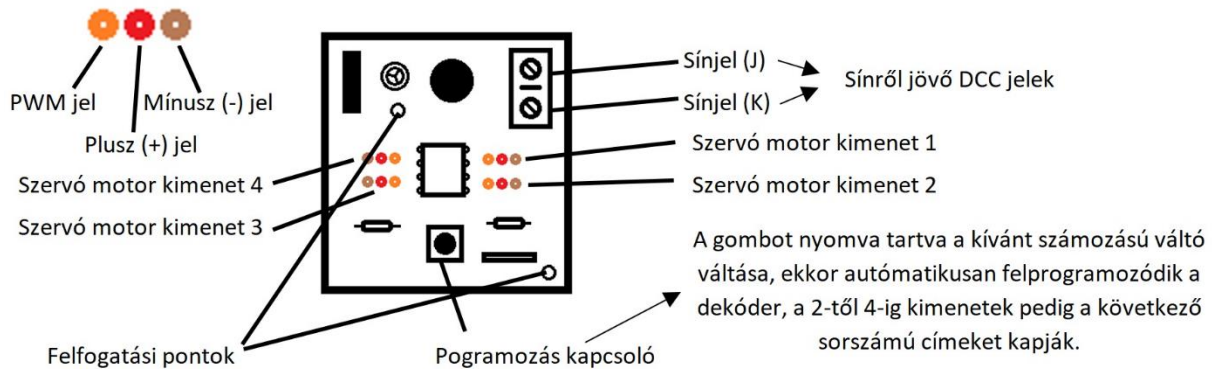 PWM jel
Mínusz (-) jel
Plusz (+) jel
Szervó motor kimenet 4
Szervó motor kimenet 3
Sínjel (J)
Sínjel (K)
Sínről jövő DCC jelek
Szervó motor kimenet 1
Szervó motor kimenet 2
A gombot nyomva tartva a kívánt számozású váltó
váltása, ekkor autómatikusan felprogramozódik a
dekóder, a 2-től 4-ig kimenetek pedig a következő
sorszámú címeket kapják.
Felfogatási pontok
Pogramozás kapcsoló